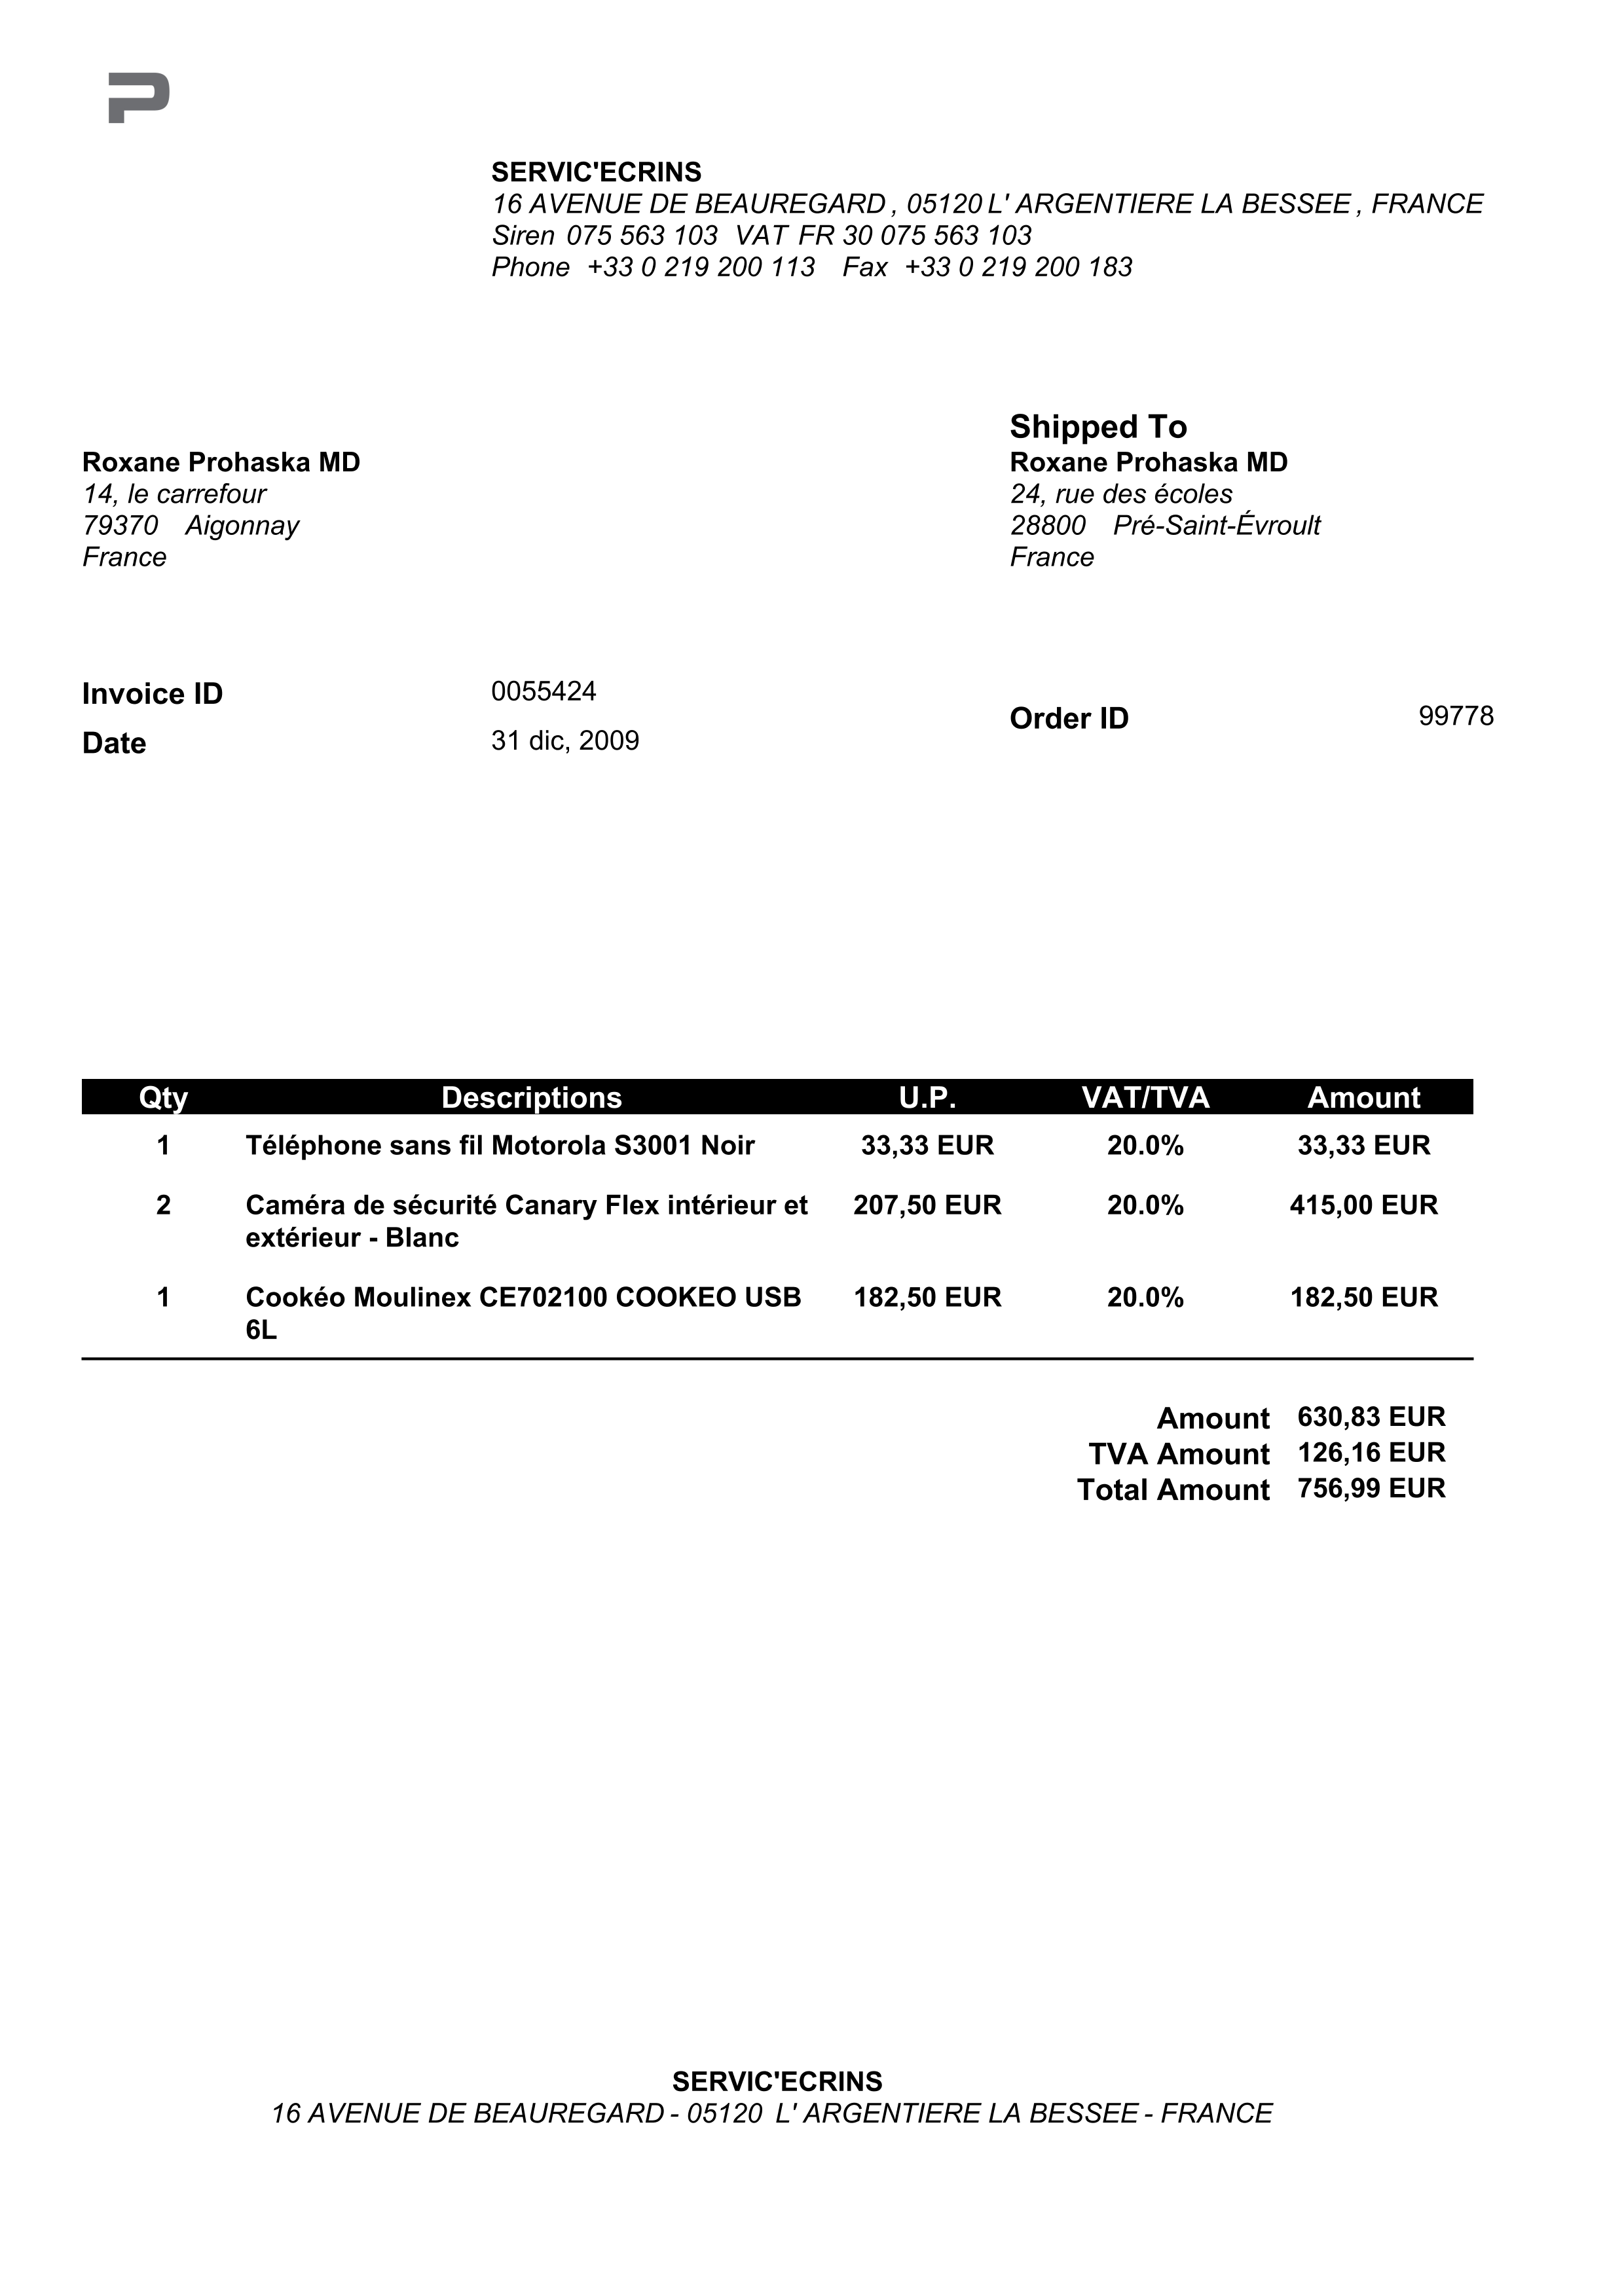 P
SERVIC'ECRINS
16 AVENUE DE BEAUREGARD , 05120 L' ARGENTIERE LA BESSEE , FRANCE
Siren 075 563 103 VAT FR 30 075 563 103
Phone +33 0 219 200 113 Fax +33 0 219 200 183
Shipped To
Roxane Prohaska MD
14, le carrefour
79370 Aigonnay
France
Roxane Prohaska MD
24, rue des écoles
28800 Pré-Saint-Évroult
France
Invoice ID 0055424
Date 31 dic, 2009
Order ID 99778
Qty Descriptions U.P. VAT/TVA Amount
1 Téléphone sans fil Motorola S3001 Noir 33,33 EUR 20.0% 33,33 EUR
2 Caméra de sécurité Canary Flex intérieur et 207,50 EUR 20.0% 415,00 EUR
extérieur - Blanc
1 Cookéo Moulinex CE702100 COOKEO USB 182,50 EUR 20.0% 182,50 EUR
6L
Amount 630,83 EUR
TVA Amount 126,16 EUR
Total Amount 756,99 EUR
SERVIC'ECRINS
16 AVENUE DE BEAUREGARD - 05120 L' ARGENTIERE LA BESSEE - FRANCE